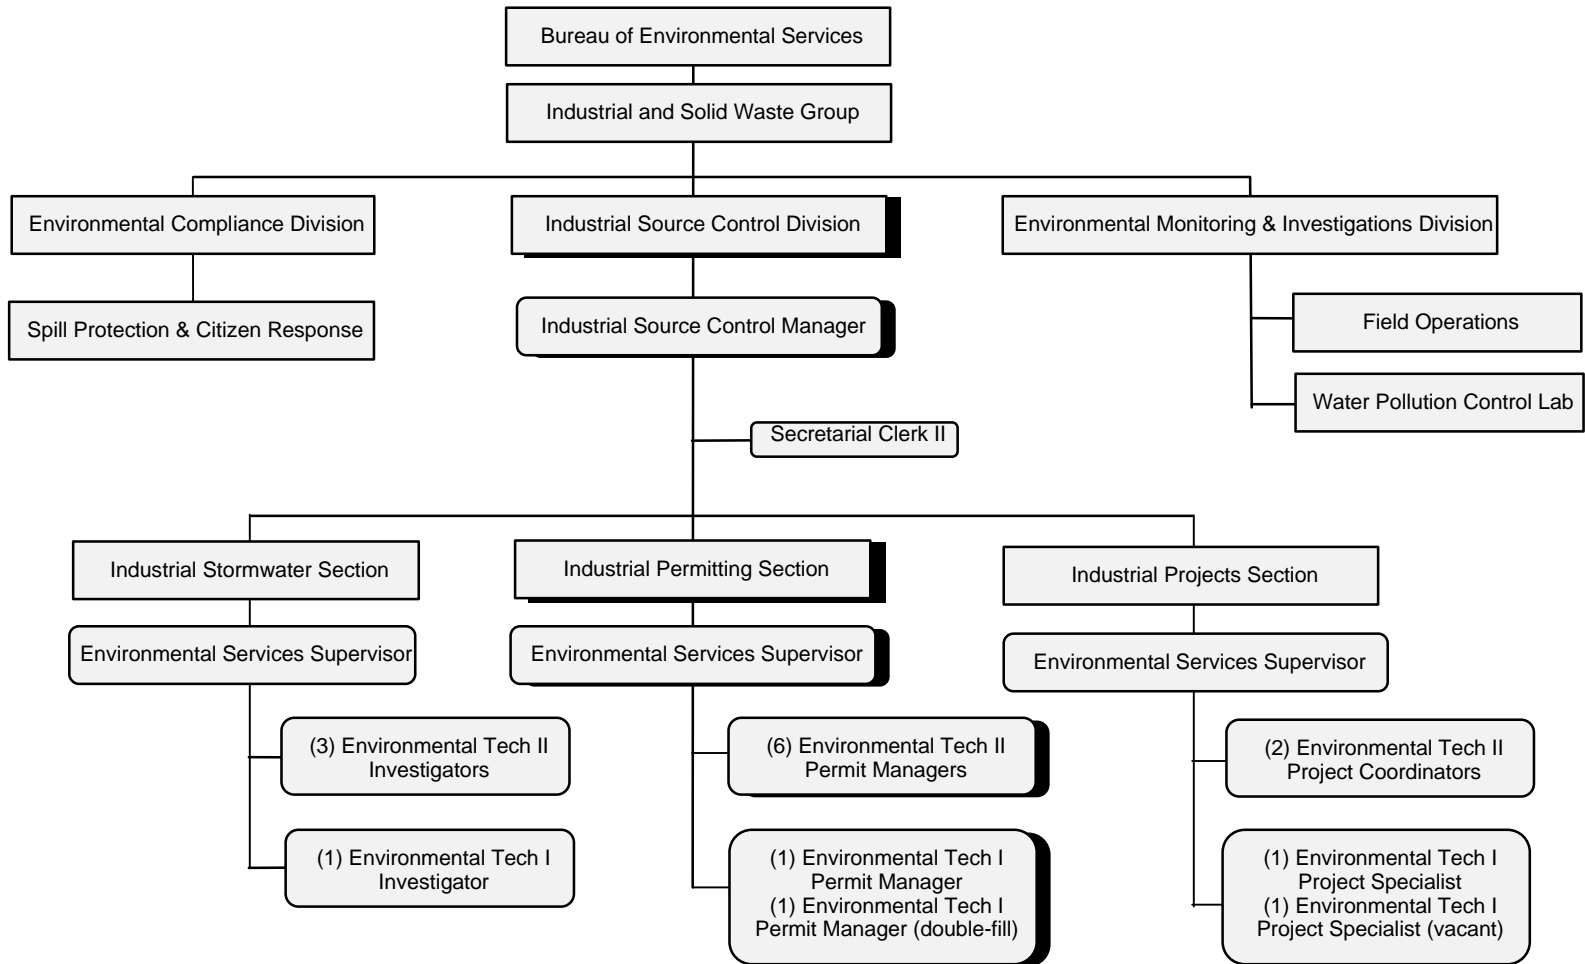 Bureau of Environmental Services
Industrial and Solid Waste Group
Environmental Compliance Division
Industrial Source Control Division
Environmental Monitoring & Investigations Division
Spill Protection & Citizen Response
Industrial Source Control Manager
Field Operations
Water Pollution Control Lab
Secretarial Clerk II
Industrial Stormwater Section
Industrial Permitting Section
Industrial Projects Section
Environmental Services Supervisor
Environmental Services Supervisor
Environmental Services Supervisor
(3) Environmental Tech II
Investigators
(6) Environmental Tech II
Permit Managers
(2) Environmental Tech II
Project Coordinators
(1) Environmental Tech I
Investigator
(1) Environmental Tech I
Permit Manager
(1) Environmental Tech I
Permit Manager (double-fill)
(1) Environmental Tech I
Project Specialist
(1) Environmental Tech I
Project Specialist (vacant)